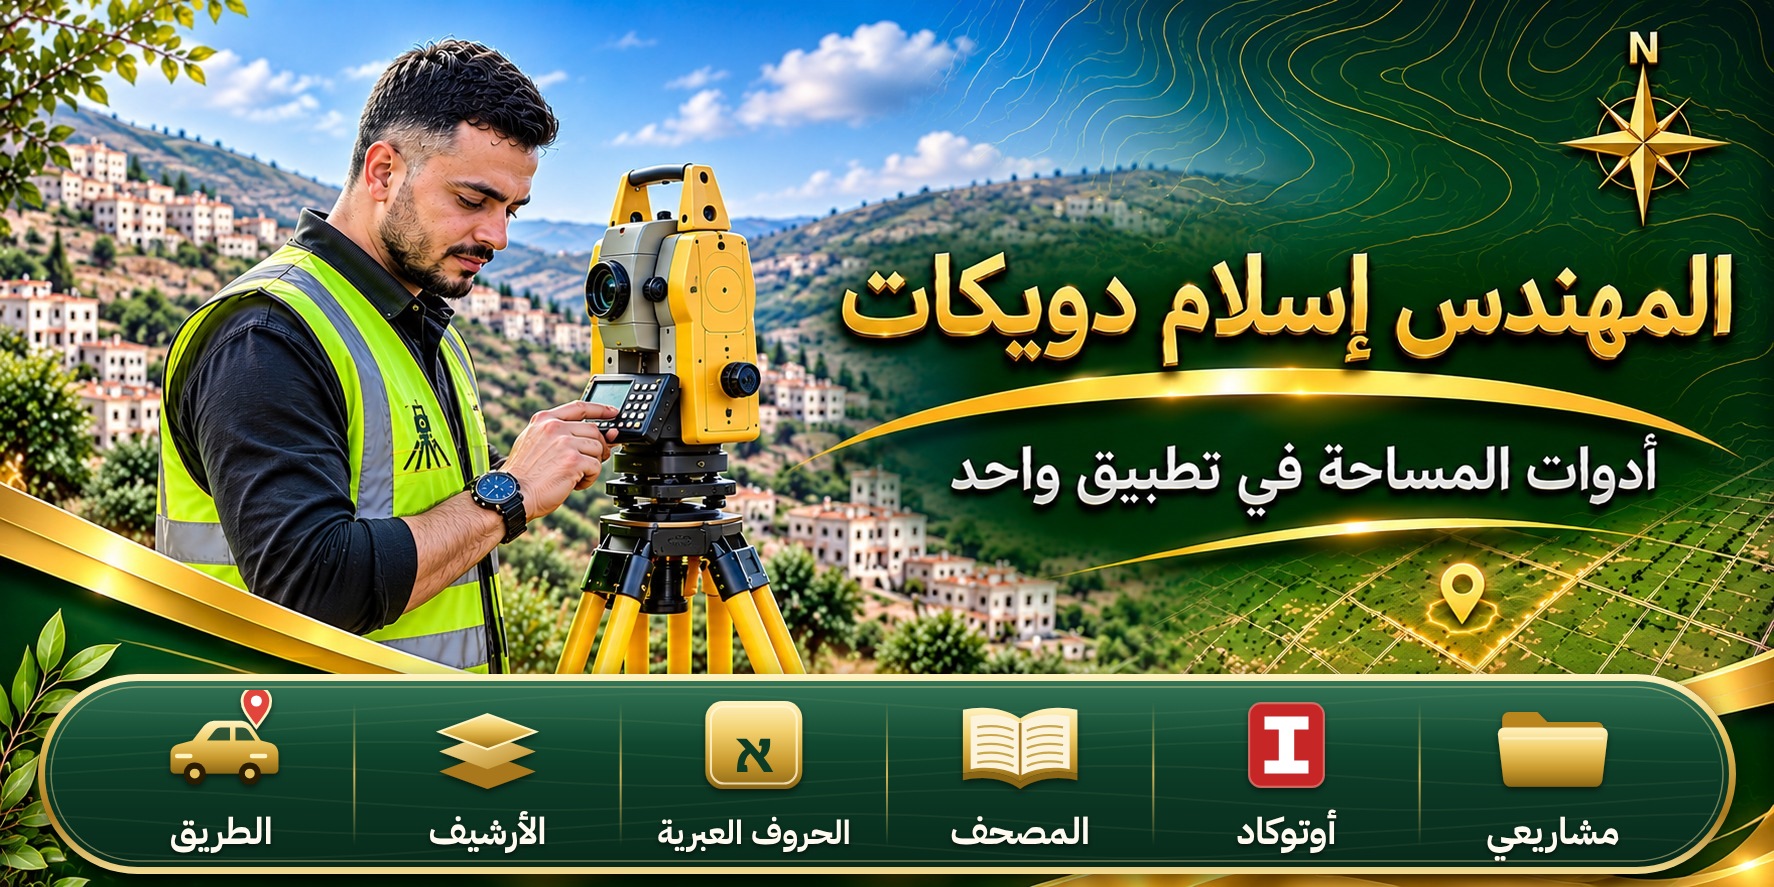 N
المهندس إسلام دويكات
أدوات المساحة في تطبيق واحد
I
א
مشاريعي
أوتوكاد
المصحف
الحروف العبرية
الأرشيف
الطريق